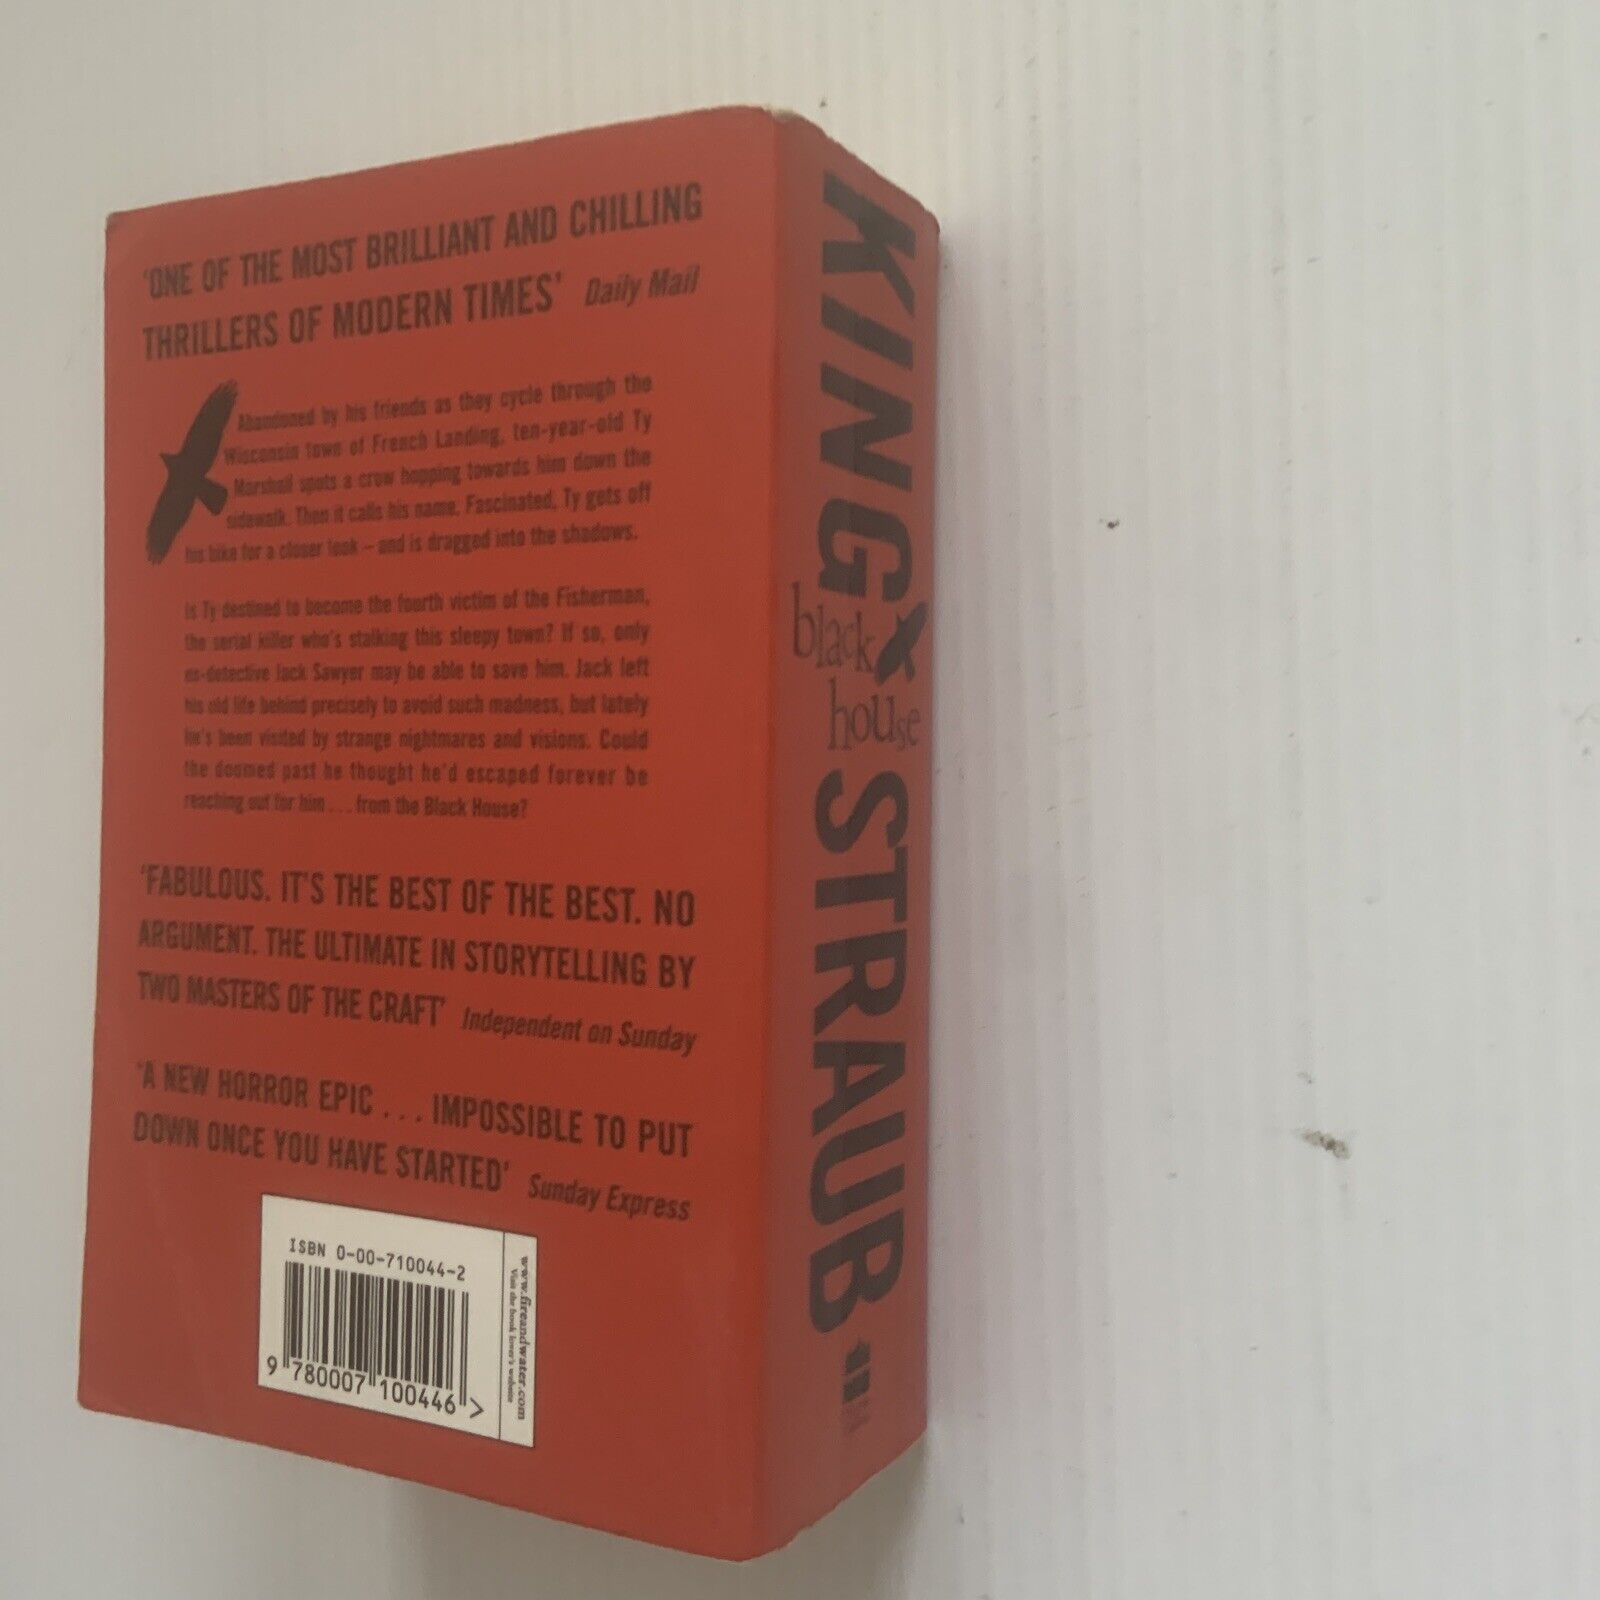 'ONE OF THE MOST BRILLIANT AND CHILLING
THRILLERS OF MODERN TIMES' Daily Mail
Abandoned by his friends as they cycle through the
Wisconsin town of French Landing, ten-year-old Ty
Marshall spots a crow hopping towards him down the
sidewalk. Then it calls his name. Fascinated, Ty gets off
his bike for a closer look – and is dragged into the shadows.
Is Ty destined to become the fourth victim of the Fisherman,
the serial killer who's stalking this sleepy town? If so, only
ex-detective Jack Sawyer may be able to save him. Jack left
his old life behind precisely to avoid such madness, but lately
he's been visited by strange nightmares and visions. Could
the doomed past he thought he'd escaped forever be
reaching out for him . . . from the Black House?
'FABULOUS. IT'S THE BEST OF THE BEST. NO
ARGUMENT. THE ULTIMATE IN STORYTELLING BY
TWO MASTERS OF THE CRAFT' Independent on Sunday
'A NEW HORROR EPIC . . . IMPOSSIBLE TO PUT
DOWN ONCE YOU HAVE STARTED' Sunday Express
ISBN 0-00-710044-2
9 780007 100446 >
www.fireandwater.com
Visit the book lover's website
KING
black
house
STRAUB